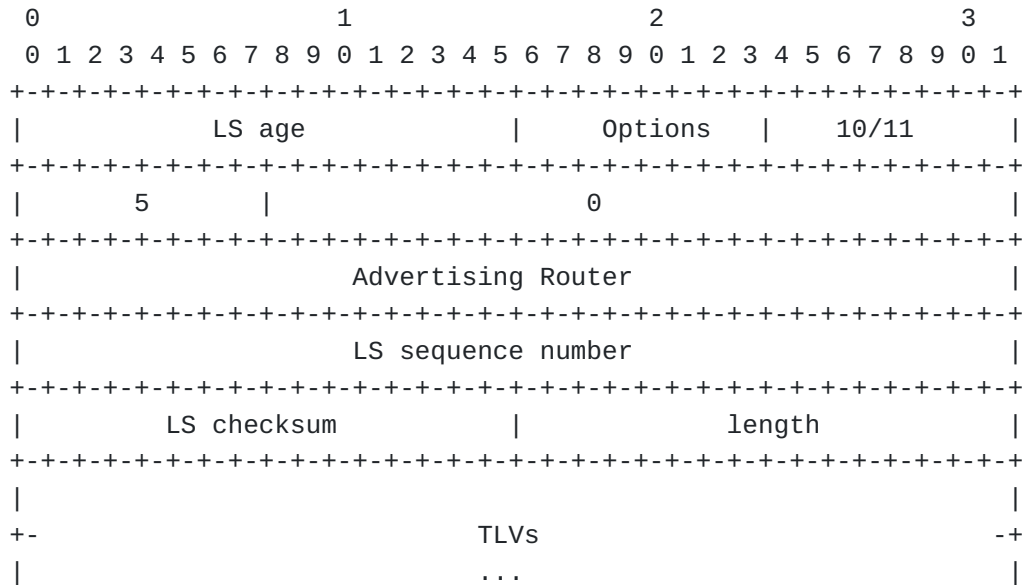 0                   1                   2                   3
 0 1 2 3 4 5 6 7 8 9 0 1 2 3 4 5 6 7 8 9 0 1 2 3 4 5 6 7 8 9 0 1
+-+-+-+-+-+-+-+-+-+-+-+-+-+-+-+-+-+-+-+-+-+-+-+-+-+-+-+-+-+-+-+-+
|            LS age             |     Options   |    10/11      |
+-+-+-+-+-+-+-+-+-+-+-+-+-+-+-+-+-+-+-+-+-+-+-+-+-+-+-+-+-+-+-+-+
|       5       |                    0                          |
+-+-+-+-+-+-+-+-+-+-+-+-+-+-+-+-+-+-+-+-+-+-+-+-+-+-+-+-+-+-+-+-+
|                     Advertising Router                        |
+-+-+-+-+-+-+-+-+-+-+-+-+-+-+-+-+-+-+-+-+-+-+-+-+-+-+-+-+-+-+-+-+
|                     LS sequence number                        |
+-+-+-+-+-+-+-+-+-+-+-+-+-+-+-+-+-+-+-+-+-+-+-+-+-+-+-+-+-+-+-+-+
|         LS checksum           |             length            |
+-+-+-+-+-+-+-+-+-+-+-+-+-+-+-+-+-+-+-+-+-+-+-+-+-+-+-+-+-+-+-+-+
|                                                               |
+-                            TLVs                             -+
|                             ...                               |